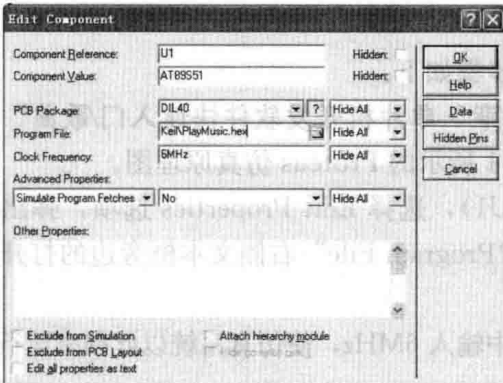 Edit Component
Component Reference: U1 Hidden:
Component Value: AT89S51 Hidden:
PCB Package: DIL40 ? Hide All
Program File: Keil\PlayMusic.hex Hide All
Clock Frequency: 6MHz Hide All
Advanced Properties:
Simulate Program Fetches No Hide All
Other Properties:
Exclude from Simulation Attach hierarchy module
Exclude from PCB Layout
Edit all properties as text
OK
Help
Data
Hidden Pins
Cancel